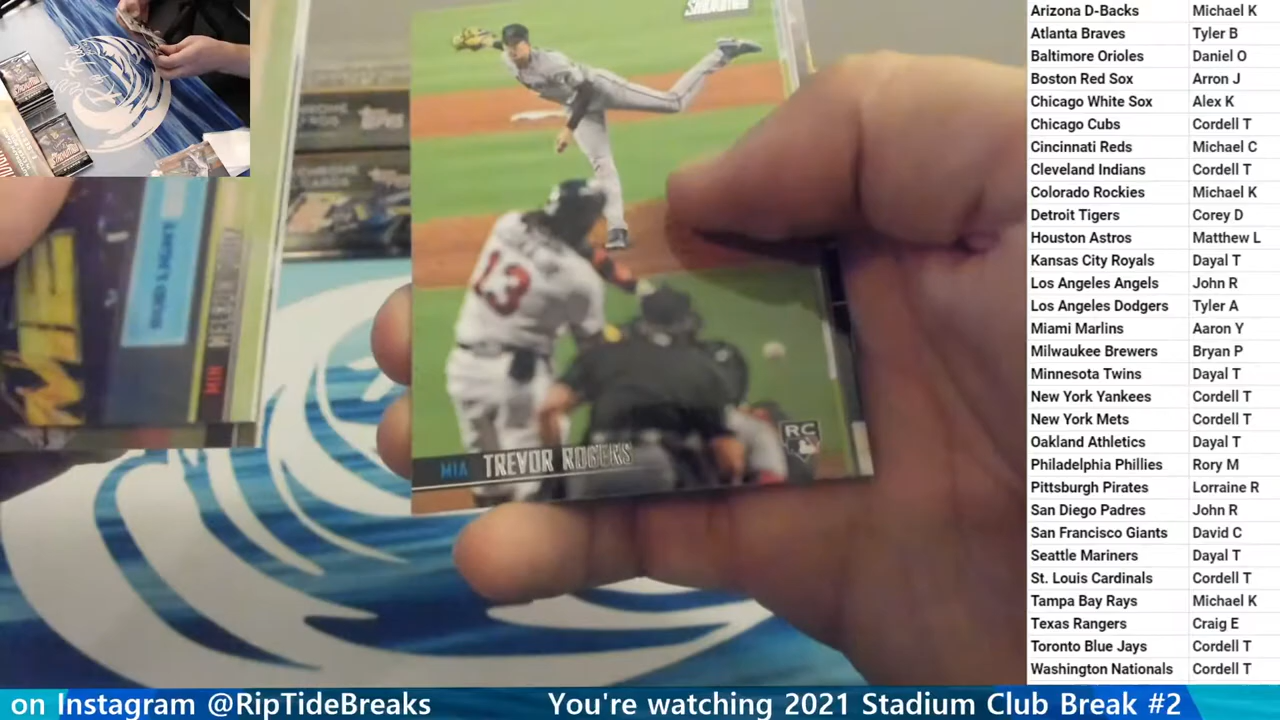 Arizona D-Backs Michael K
Atlanta Braves Tyler B
Baltimore Orioles Daniel O
Boston Red Sox Arron J
Chicago White Sox Alex K
Chicago Cubs Cordell T
Cincinnati Reds Michael C
Cleveland Indians Cordell T
Colorado Rockies Michael K
Detroit Tigers Corey D
Houston Astros Matthew L
Kansas City Royals Dayal T
Los Angeles Angels John R
Los Angeles Dodgers Tyler A
Miami Marlins Aaron Y
Milwaukee Brewers Bryan P
Minnesota Twins Dayal T
New York Yankees Cordell T
New York Mets Cordell T
Oakland Athletics Dayal T
Philadelphia Phillies Rory M
Pittsburgh Pirates Lorraine R
San Diego Padres John R
San Francisco Giants David C
Seattle Mariners Dayal T
St. Louis Cardinals Cordell T
Tampa Bay Rays Michael K
Texas Rangers Craig E
Toronto Blue Jays Cordell T
Washington Nationals Cordell T
13
RC
MIA TREVOR ROGERS
MIN
on Instagram @RipTideBreaks You're watching 2021 Stadium Club Break #2